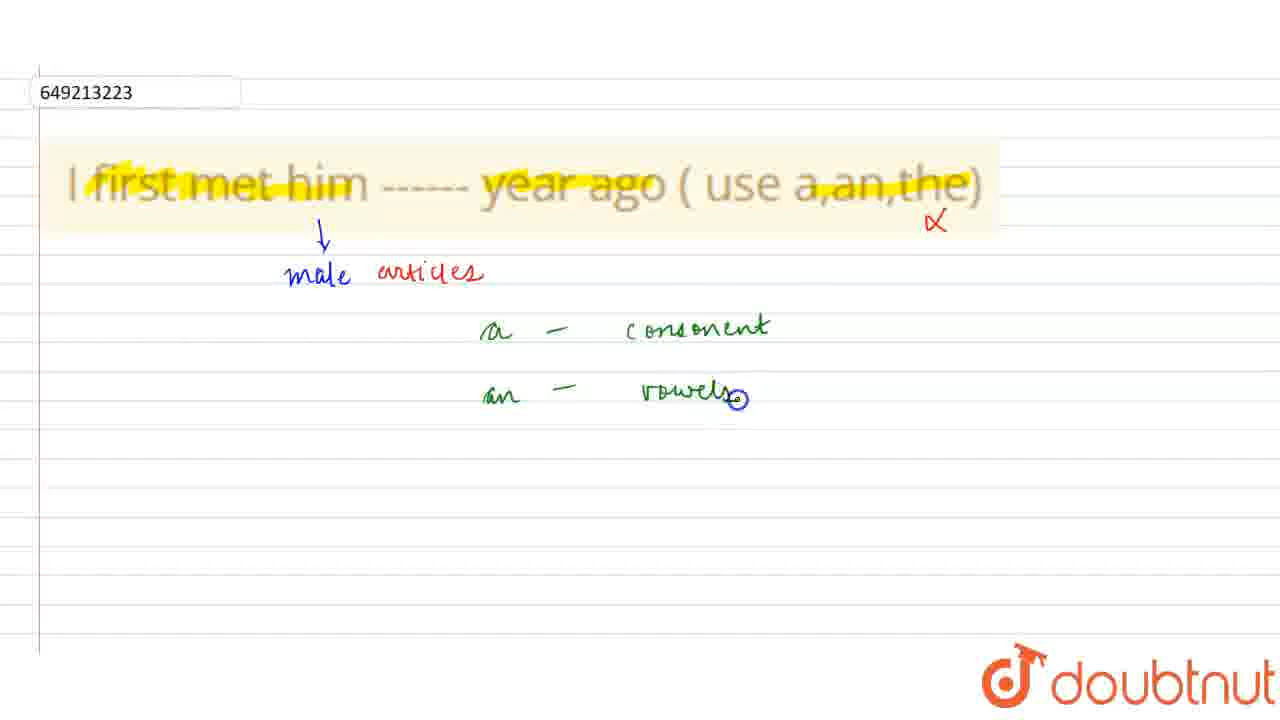 649213223
I first met him ------ year ago ( use a,an,the)
male articles
a - consonent
an - vowels
doubtnut